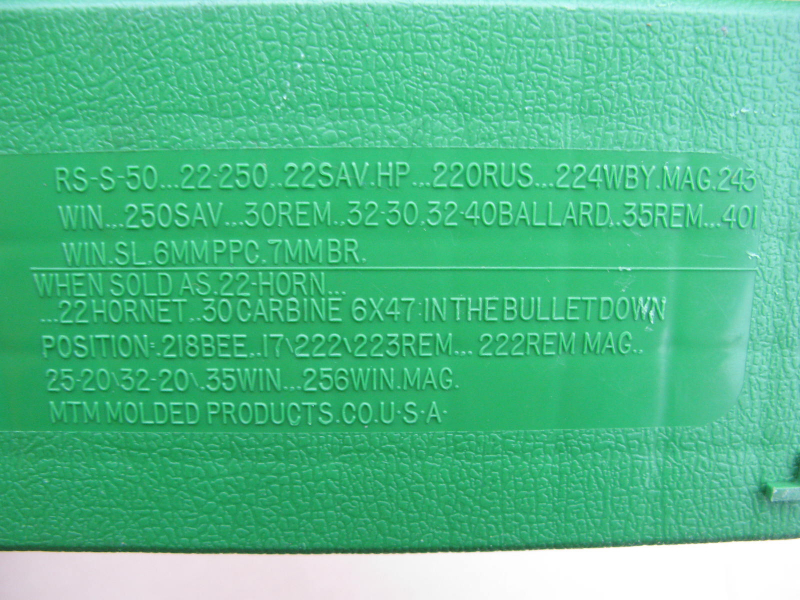 RS-S-50...22-250..22SAV.HP...220RUS...224WBY.MAG.243
WIN...250SAV...30REM..32-30.32-40BALLARD..35REM...401
WIN.SL.6MMPPC.7MMBR.
WHEN SOLD AS.22-HORN...
...22HORNET..30CARBINE 6X47:IN THE BULLET DOWN
POSITION:.218BEE..17\222\223REM...222REM MAG..
25-20\32-20\.35WIN...256WIN.MAG.
MTM MOLDED PRODUCTS.CO.U·S·A·